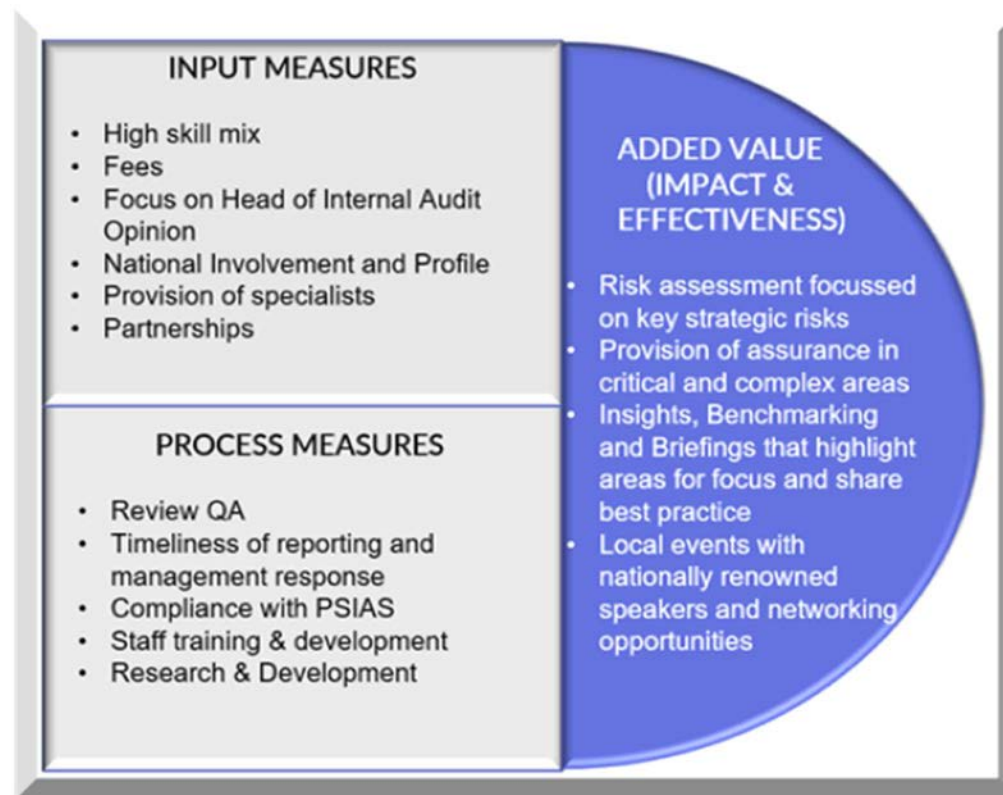 INPUT MEASURES
• High skill mix
• Fees
• Focus on Head of Internal Audit
Opinion
• National Involvement and Profile
• Provision of specialists
• Partnerships
PROCESS MEASURES
• Review QA
• Timeliness of reporting and
management response
• Compliance with PSIAS
• Staff training & development
• Research & Development
ADDED VALUE
(IMPACT &
EFFECTIVENESS)
• Risk assessment focussed
on key strategic risks
• Provision of assurance in
critical and complex areas
• Insights, Benchmarking
and Briefings that highlight
areas for focus and share
best practice
• Local events with
nationally renowned
speakers and networking
opportunities